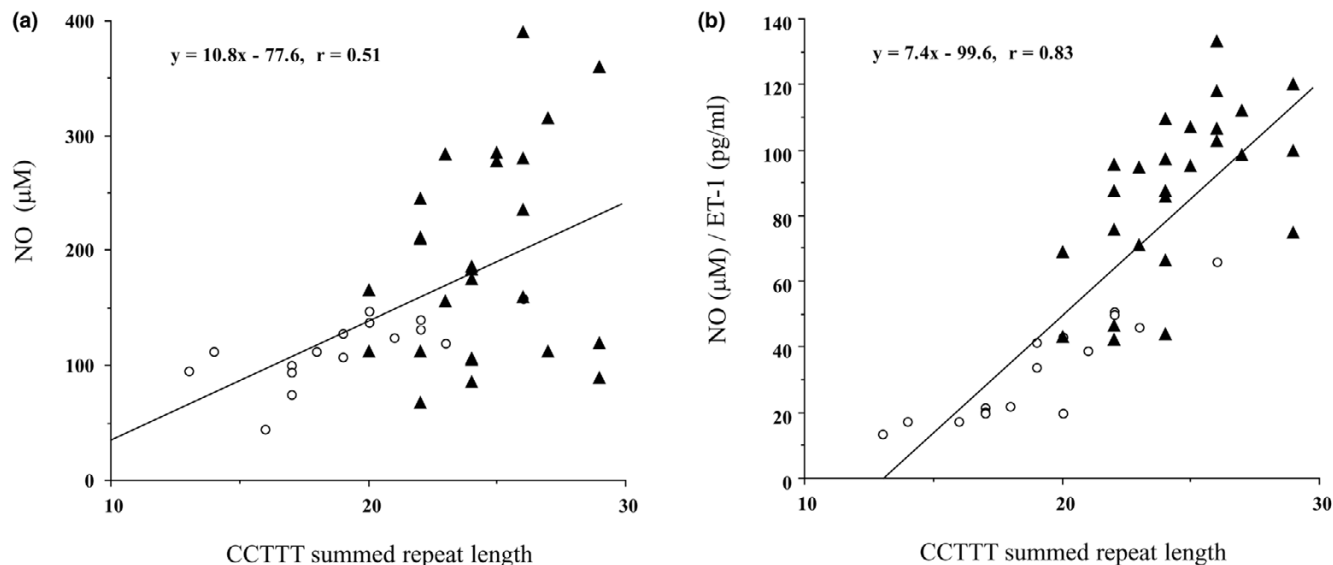 (a)
y = 10.8x - 77.6, r = 0.51
NO (μM)
400
300
200
100
0
10
20
30
CCTTT summed repeat length
(b)
y = 7.4x - 99.6, r = 0.83
NO (μM) / ET-1 (pg/ml)
140
120
100
80
60
40
20
0
10
20
30
CCTTT summed repeat length